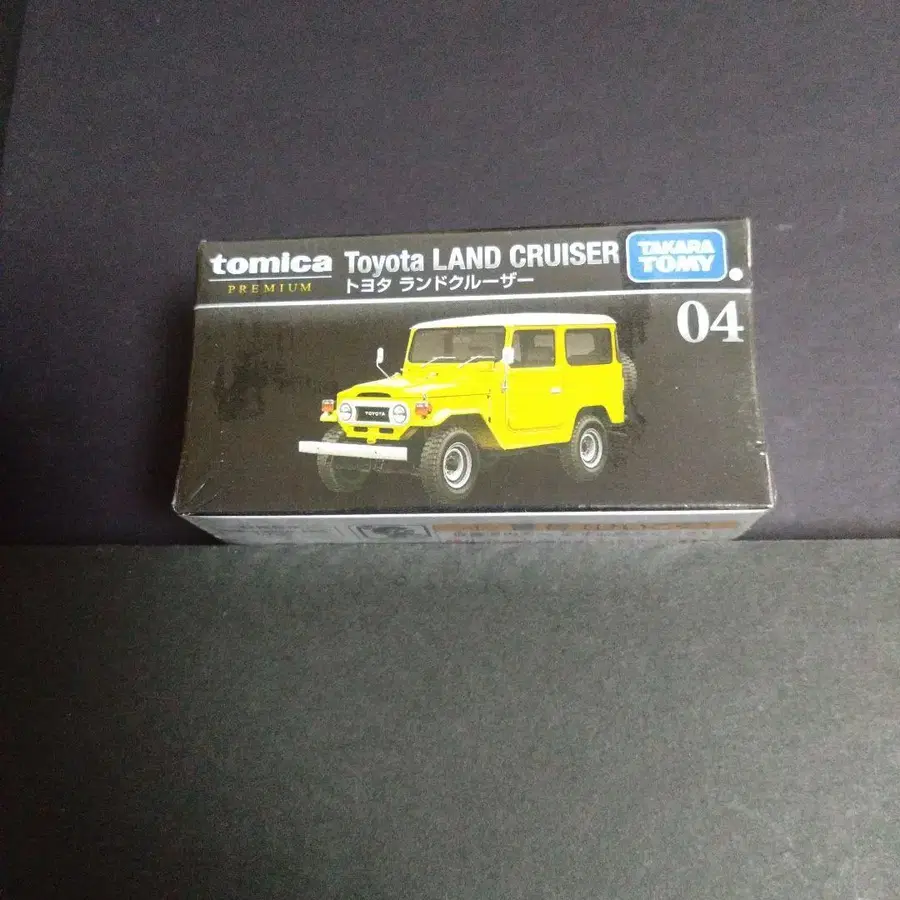 tomica
PREMIUM
Toyota LAND CRUISER
トヨタ ランドクルーザー
TAKARA
TOMY
04
TOYOTA